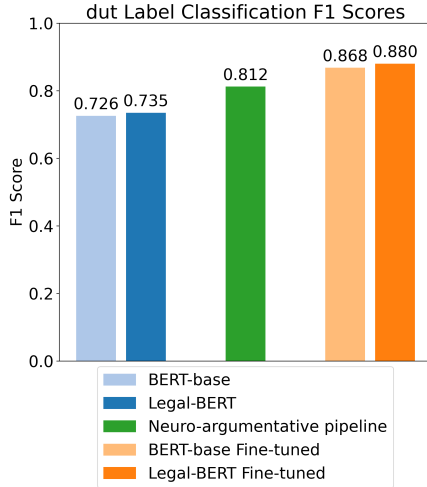 dut Label Classification F1 Scores
1.0
0.8
0.6
0.4
0.2
0.0
F1 Score
0.726
0.735
0.812
0.868
0.880
BERT-base
Legal-BERT
Neuro-argumentative pipeline
BERT-base Fine-tuned
Legal-BERT Fine-tuned